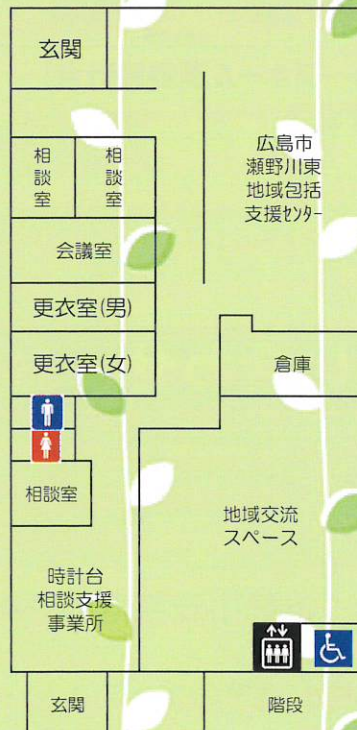 玄関
広島市
瀬野川東
地域包括
支援センター
相談室
相談室
会議室
更衣室(男)
更衣室(女)
倉庫
相談室
地域交流
スペース
時計台
相談支援
事業所
玄関
階段